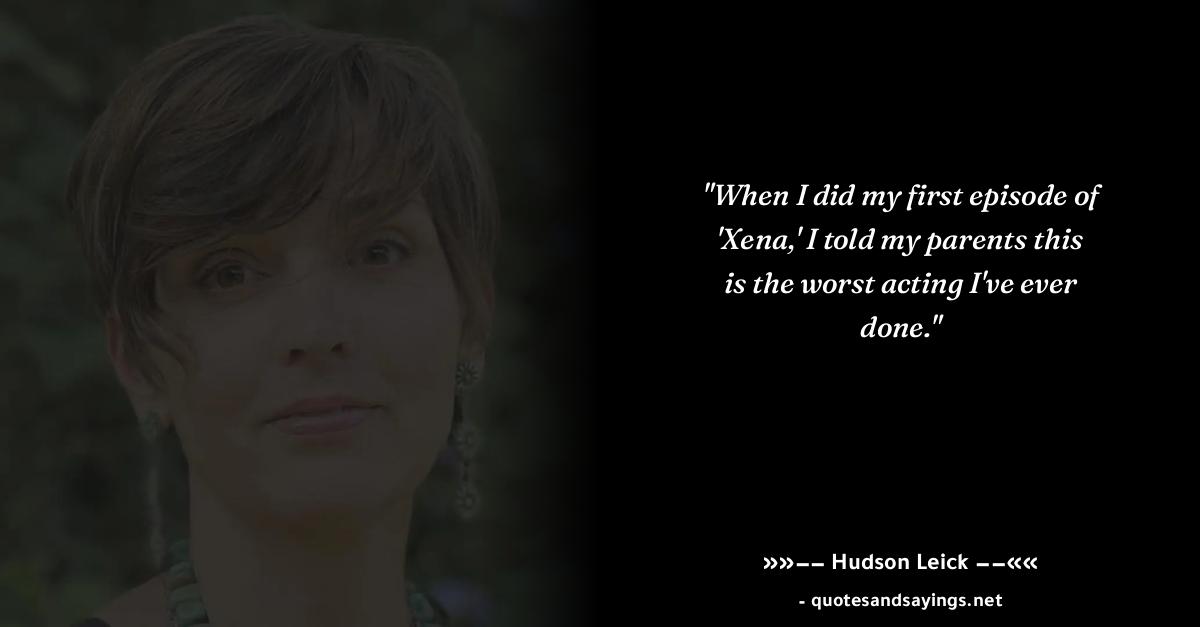 "When I did my first episode of
'Xena,' I told my parents this
is the worst acting I've ever
done."
»»–– Hudson Leick ––««
- quotesandsayings.net